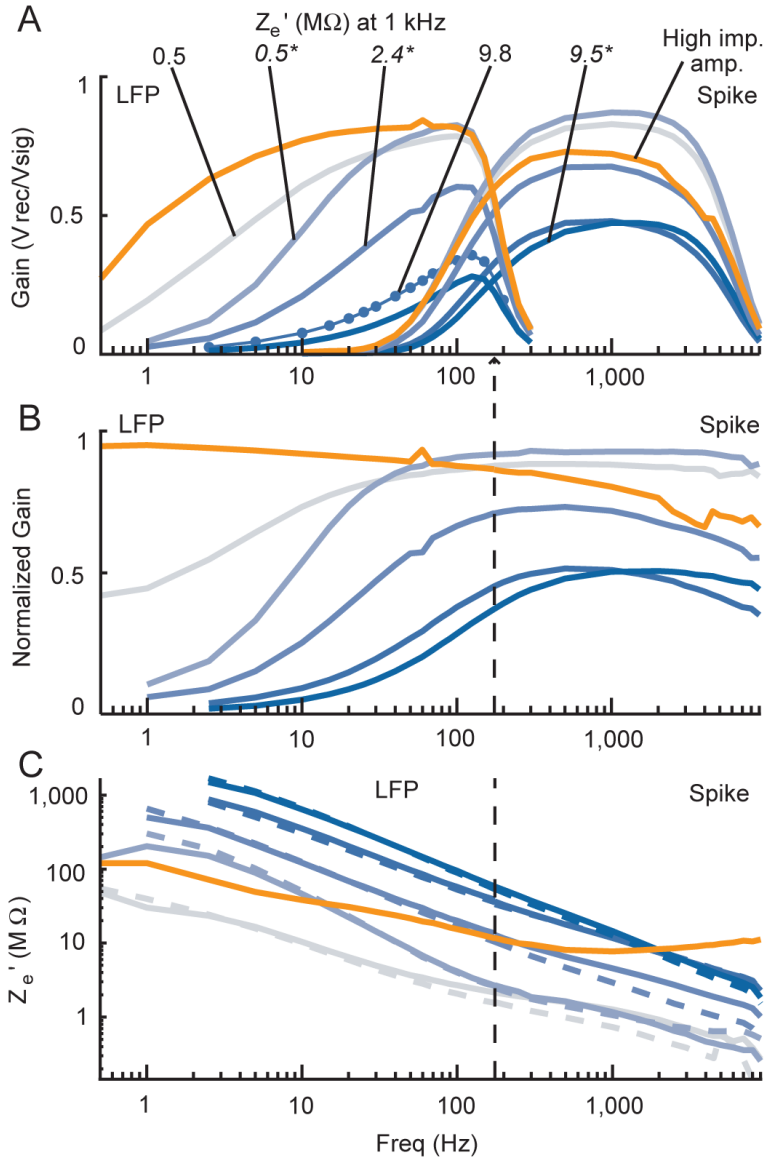 A
Zₑ' (MΩ) at 1 kHz
0.5 0.5* 2.4* 9.8 9.5* High imp. amp.
LFP Spike
1
0.5
0
Gain (V rec/Vsig)
1 10 100 1,000
B
LFP Spike
1
0.5
0
Normalized Gain
1 10 100 1,000
C
LFP Spike
1,000
100
10
1
Zₑ' (MΩ)
1 10 100 1,000
Freq (Hz)